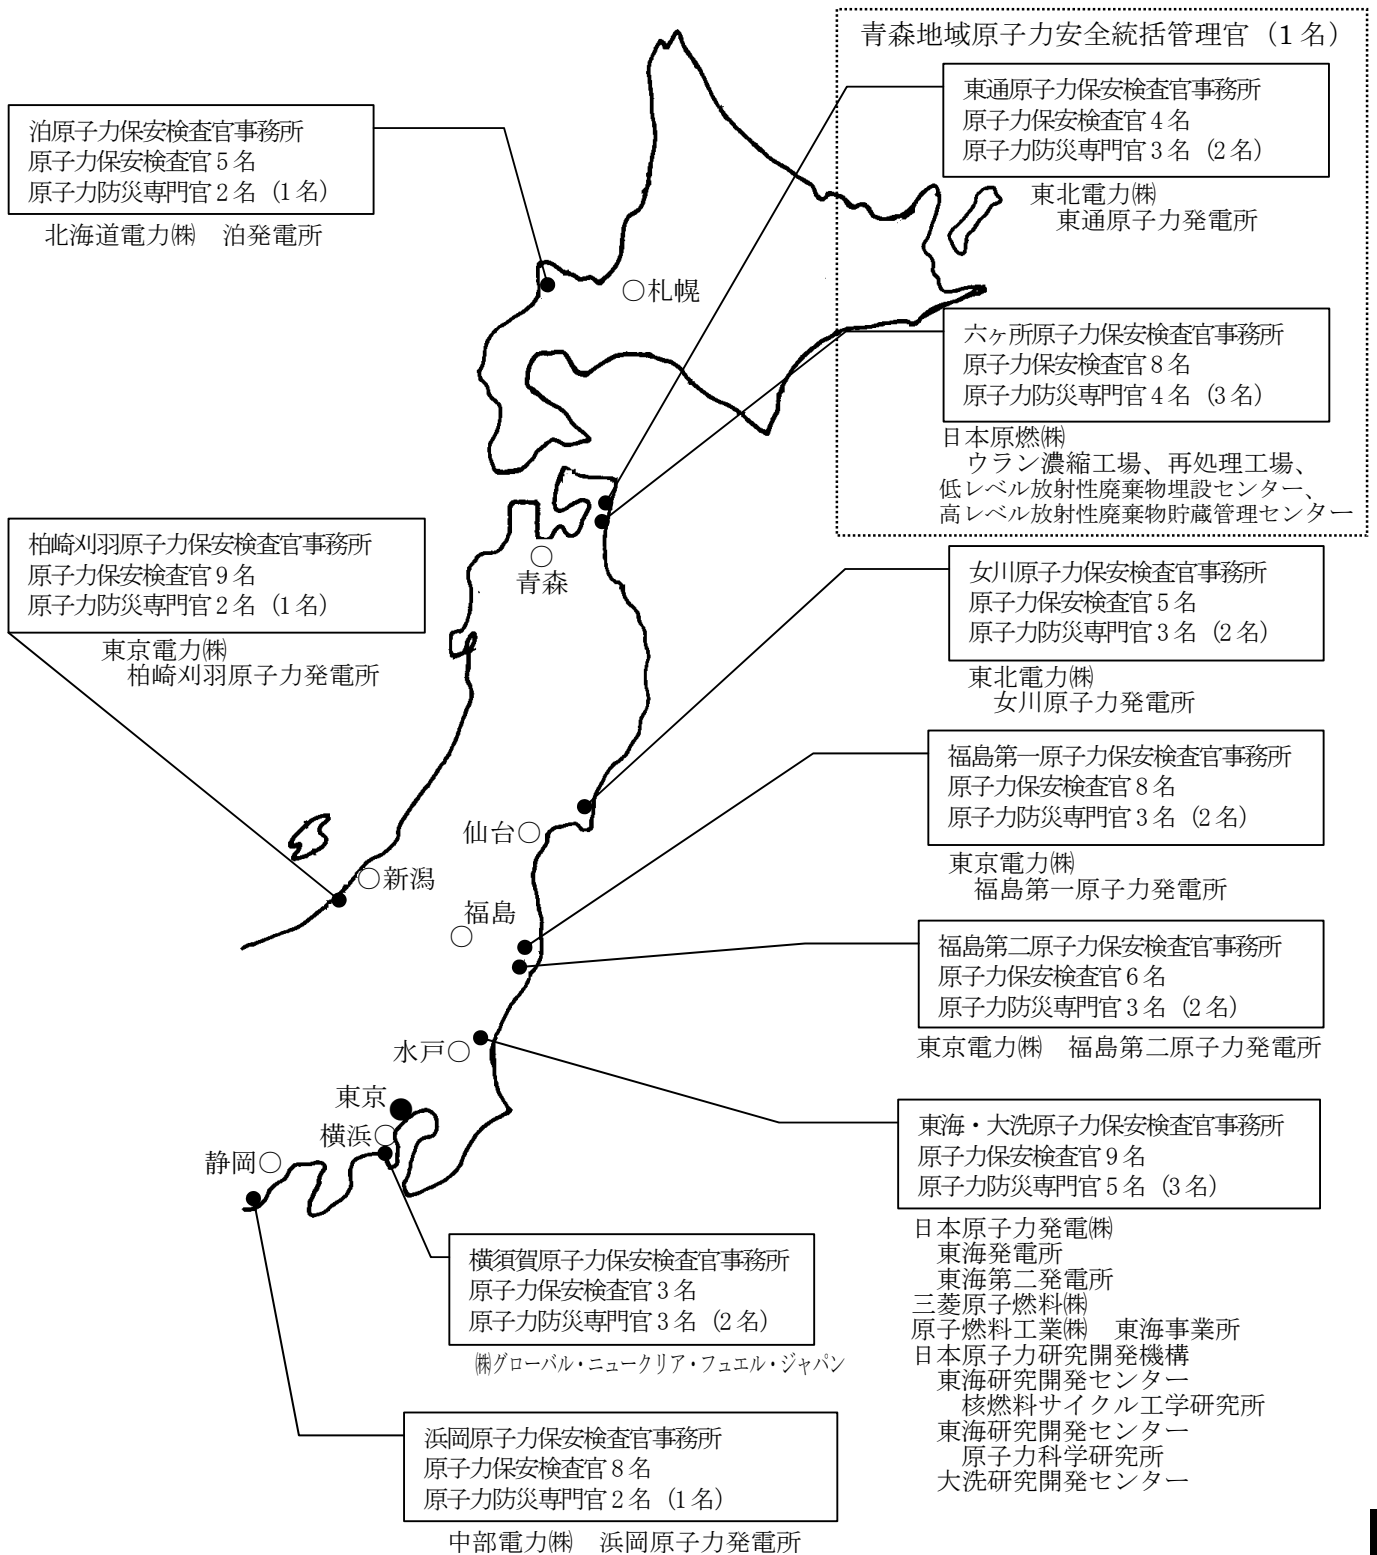 青森地域原子力安全統括管理官（1名）
東通原子力保安検査官事務所
原子力保安検査官4名
原子力防災専門官3名（2名）
東北電力㈱
東通原子力発電所
泊原子力保安検査官事務所
原子力保安検査官5名
原子力防災専門官2名（1名）
北海道電力㈱　泊発電所
○札幌
六ヶ所原子力保安検査官事務所
原子力保安検査官8名
原子力防災専門官4名（3名）
日本原燃㈱
ウラン濃縮工場、再処理工場、
低レベル放射性廃棄物埋設センター、
高レベル放射性廃棄物貯蔵管理センター
柏崎刈羽原子力保安検査官事務所
原子力保安検査官9名
原子力防災専門官2名（1名）
東京電力㈱
柏崎刈羽原子力発電所
○
青森
女川原子力保安検査官事務所
原子力保安検査官5名
原子力防災専門官3名（2名）
東北電力㈱
女川原子力発電所
福島第一原子力保安検査官事務所
原子力保安検査官8名
原子力防災専門官3名（2名）
東京電力㈱
福島第一原子力発電所
仙台○
○新潟
福島
○
福島第二原子力保安検査官事務所
原子力保安検査官6名
原子力防災専門官3名（2名）
東京電力㈱　福島第二原子力発電所
水戸○
東京
横浜○
静岡○
東海・大洗原子力保安検査官事務所
原子力保安検査官9名
原子力防災専門官5名（3名）
日本原子力発電㈱
東海発電所
東海第二発電所
三菱原子燃料㈱
原子燃料工業㈱　東海事業所
日本原子力研究開発機構
東海研究開発センター
核燃料サイクル工学研究所
東海研究開発センター
原子力科学研究所
大洗研究開発センター
横須賀原子力保安検査官事務所
原子力保安検査官3名
原子力防災専門官3名（2名）
㈱グローバル・ニュークリア・フュエル・ジャパン
浜岡原子力保安検査官事務所
原子力保安検査官8名
原子力防災専門官2名（1名）
中部電力㈱　浜岡原子力発電所